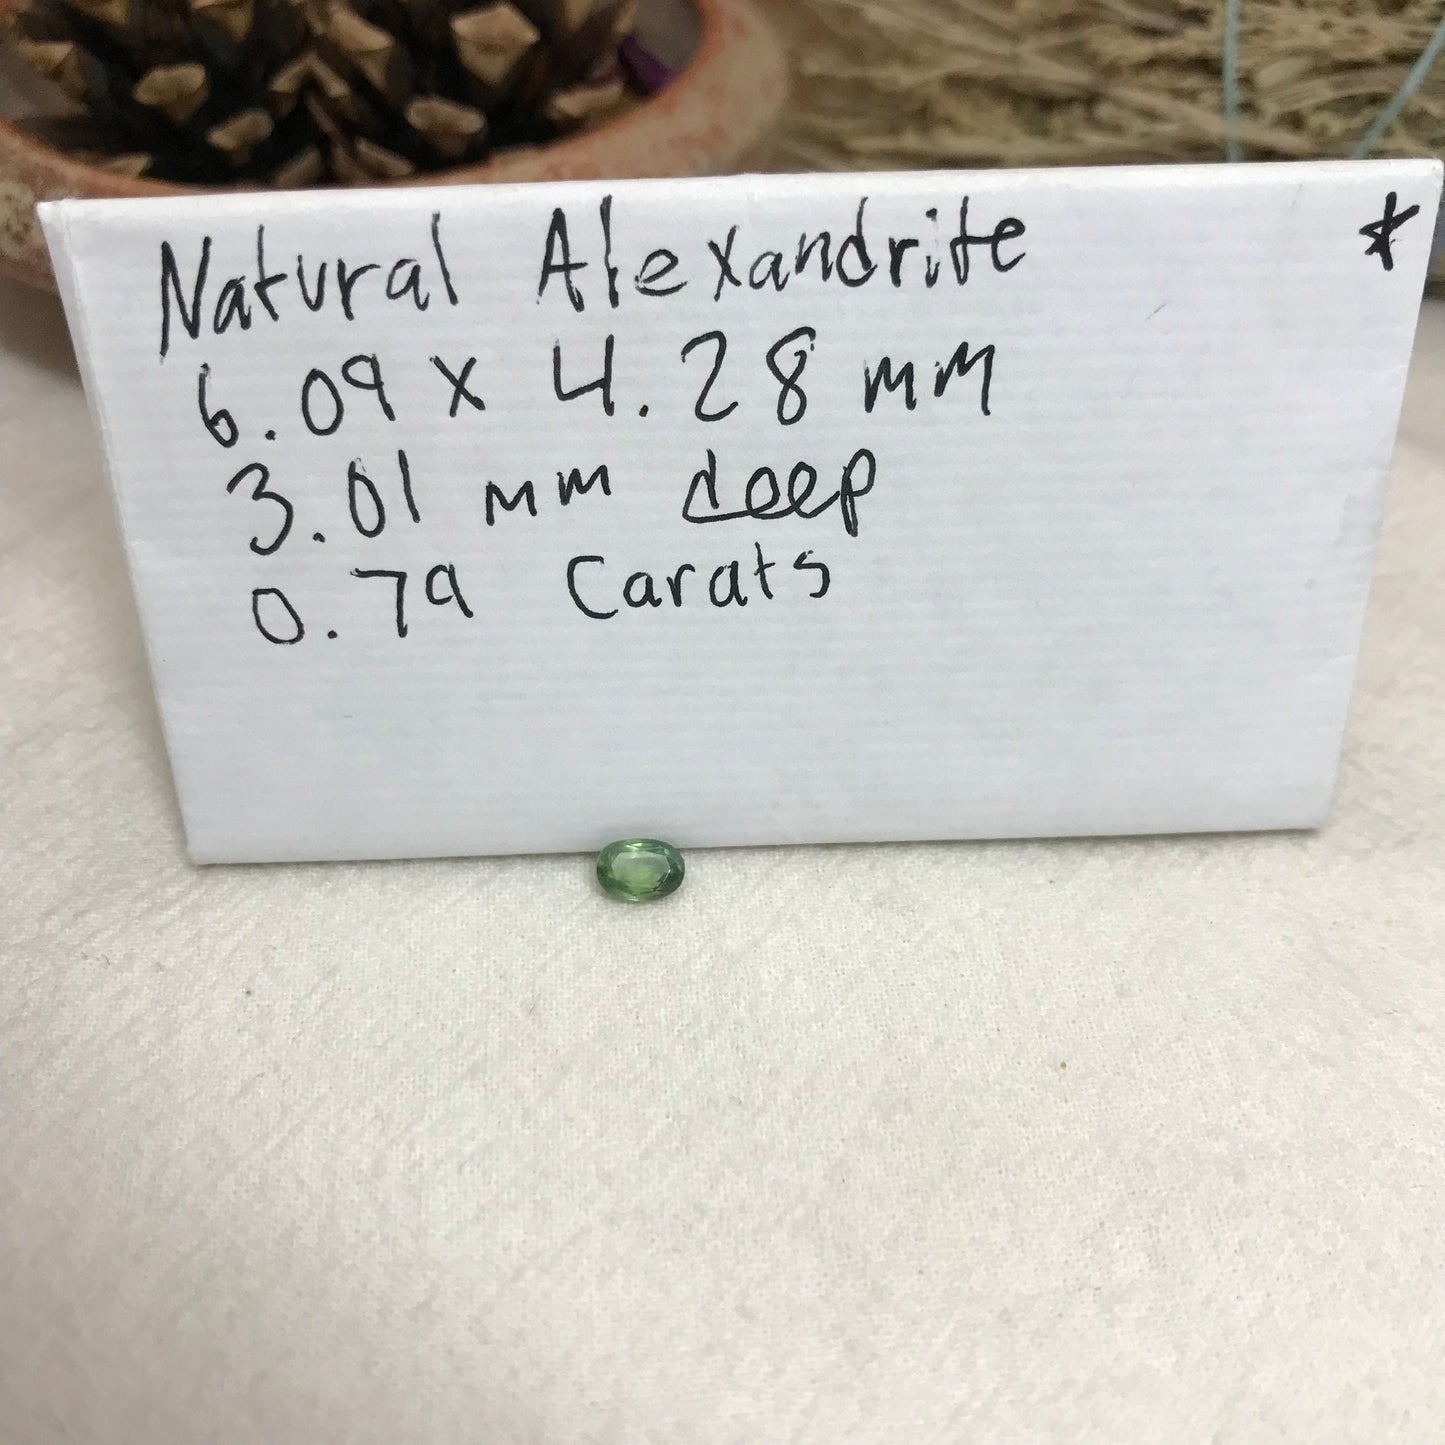 Natural Alexandrite *
6.09 x 4.28 mm
3.01 mm deep
0.79 Carats